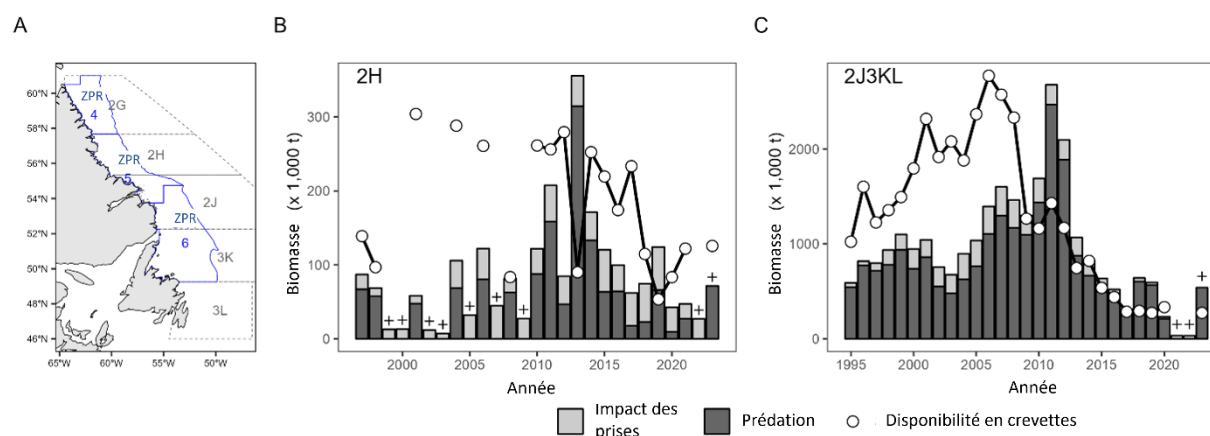 A
B
C
60°N
58°N
56°N
54°N
52°N
50°N
48°N
46°N
65°W
60°W
55°W
50°W
ZPR
4
2G
ZPR
5
2H
2J
ZPR
6
3K
3L
2H
Biomasse (x 1,000 t)
300
200
100
0
+
+
+
+
+
+
+
+
+
2000
2005
2010
2015
2020
Année
2J3KL
Biomasse (x 1,000 t)
2000
1000
0
+
+
+
1995
2000
2005
2010
2015
2020
Année
Impact des
prises
Prédation
Disponibilité en crevettes